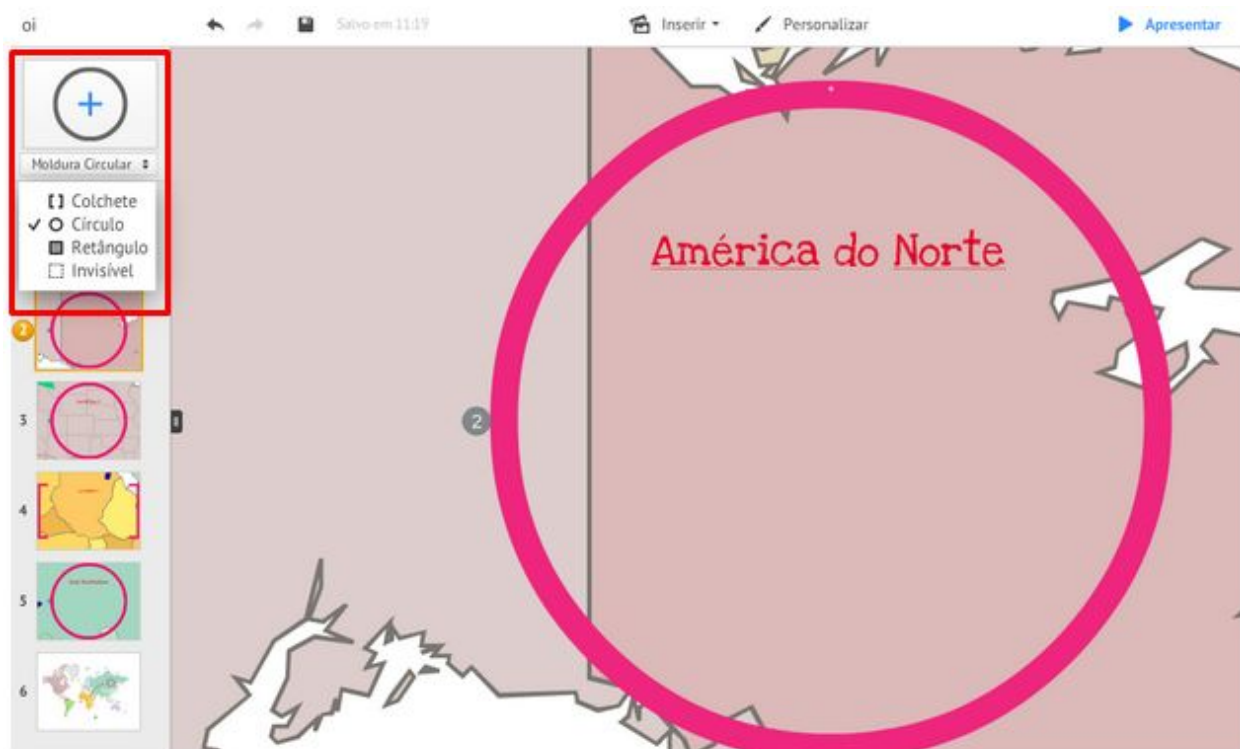 oi
Salvo em 11:19
Inserir
Personalizar
Apresentar
Moldura Circular
Colchete
Círculo
Retângulo
Invisível
2
3
4
5
6
2
América do Norte